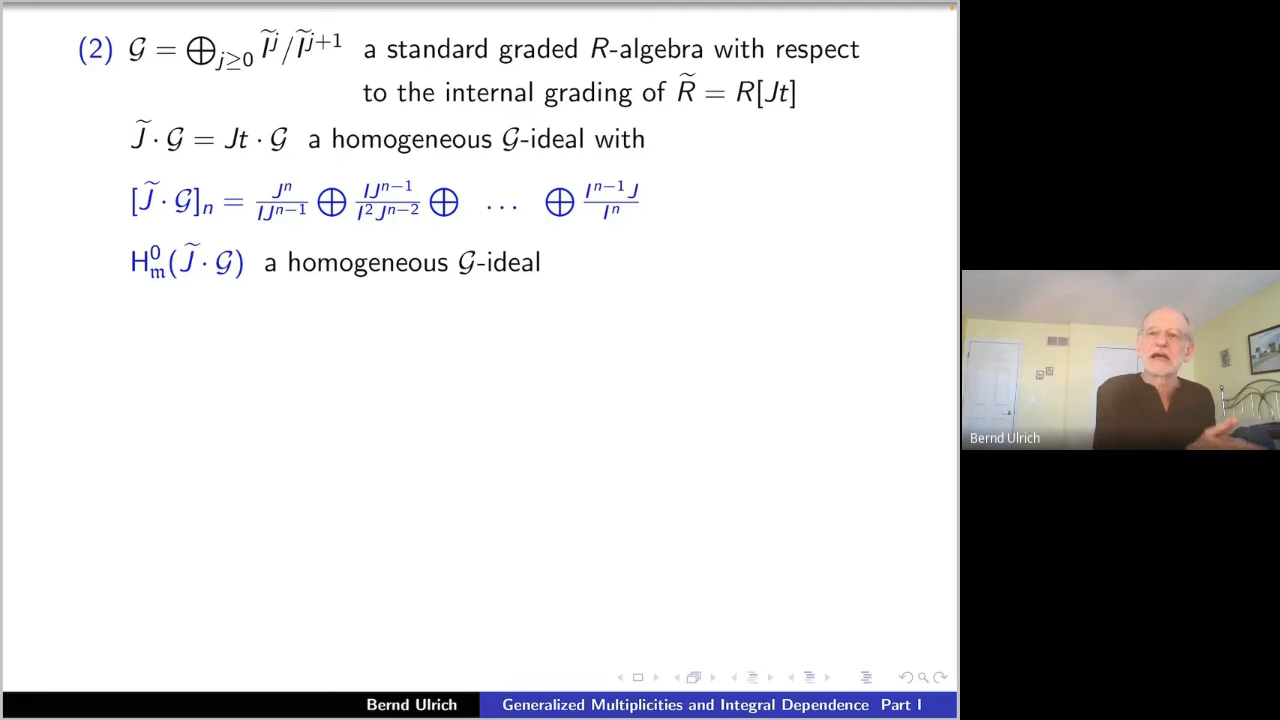 (2) 𝒢 = ⊕_{j≥0} Ĩ^j/Ĩ^{j+1} a standard graded R-algebra with respect
to the internal grading of R̃ = R[Jt]
J̃ · 𝒢 = Jt · 𝒢 a homogeneous 𝒢-ideal with
[J̃ · 𝒢]_n = J^n/IJ^{n−1} ⊕ IJ^{n−1}/I^2J^{n−2} ⊕ ... ⊕ I^{n−1}J/I^n
H^0_𝔪(J̃ · 𝒢) a homogeneous 𝒢-ideal
Bernd Ulrich
Bernd Ulrich Generalized Multiplicities and Integral Dependence Part I